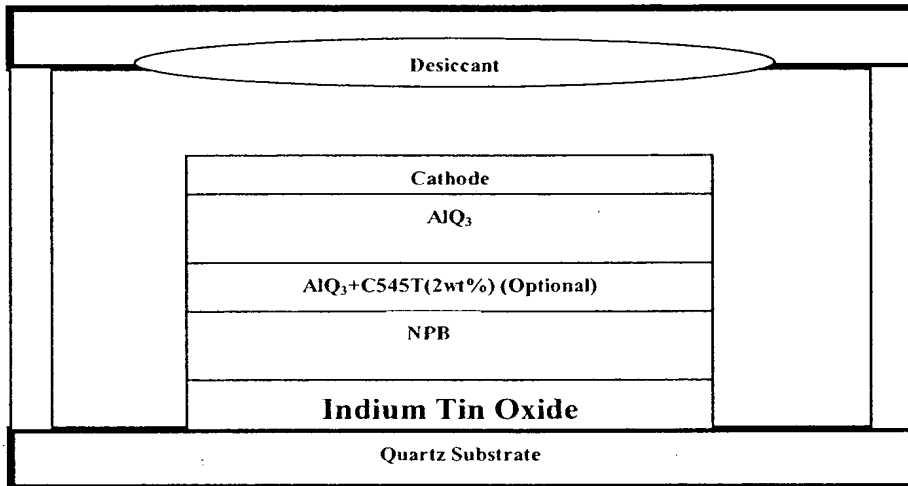 Desiccant
Cathode
AlQ₃
AlQ₃+C545T(2wt%) (Optional)
NPB
Indium Tin Oxide
Quartz Substrate